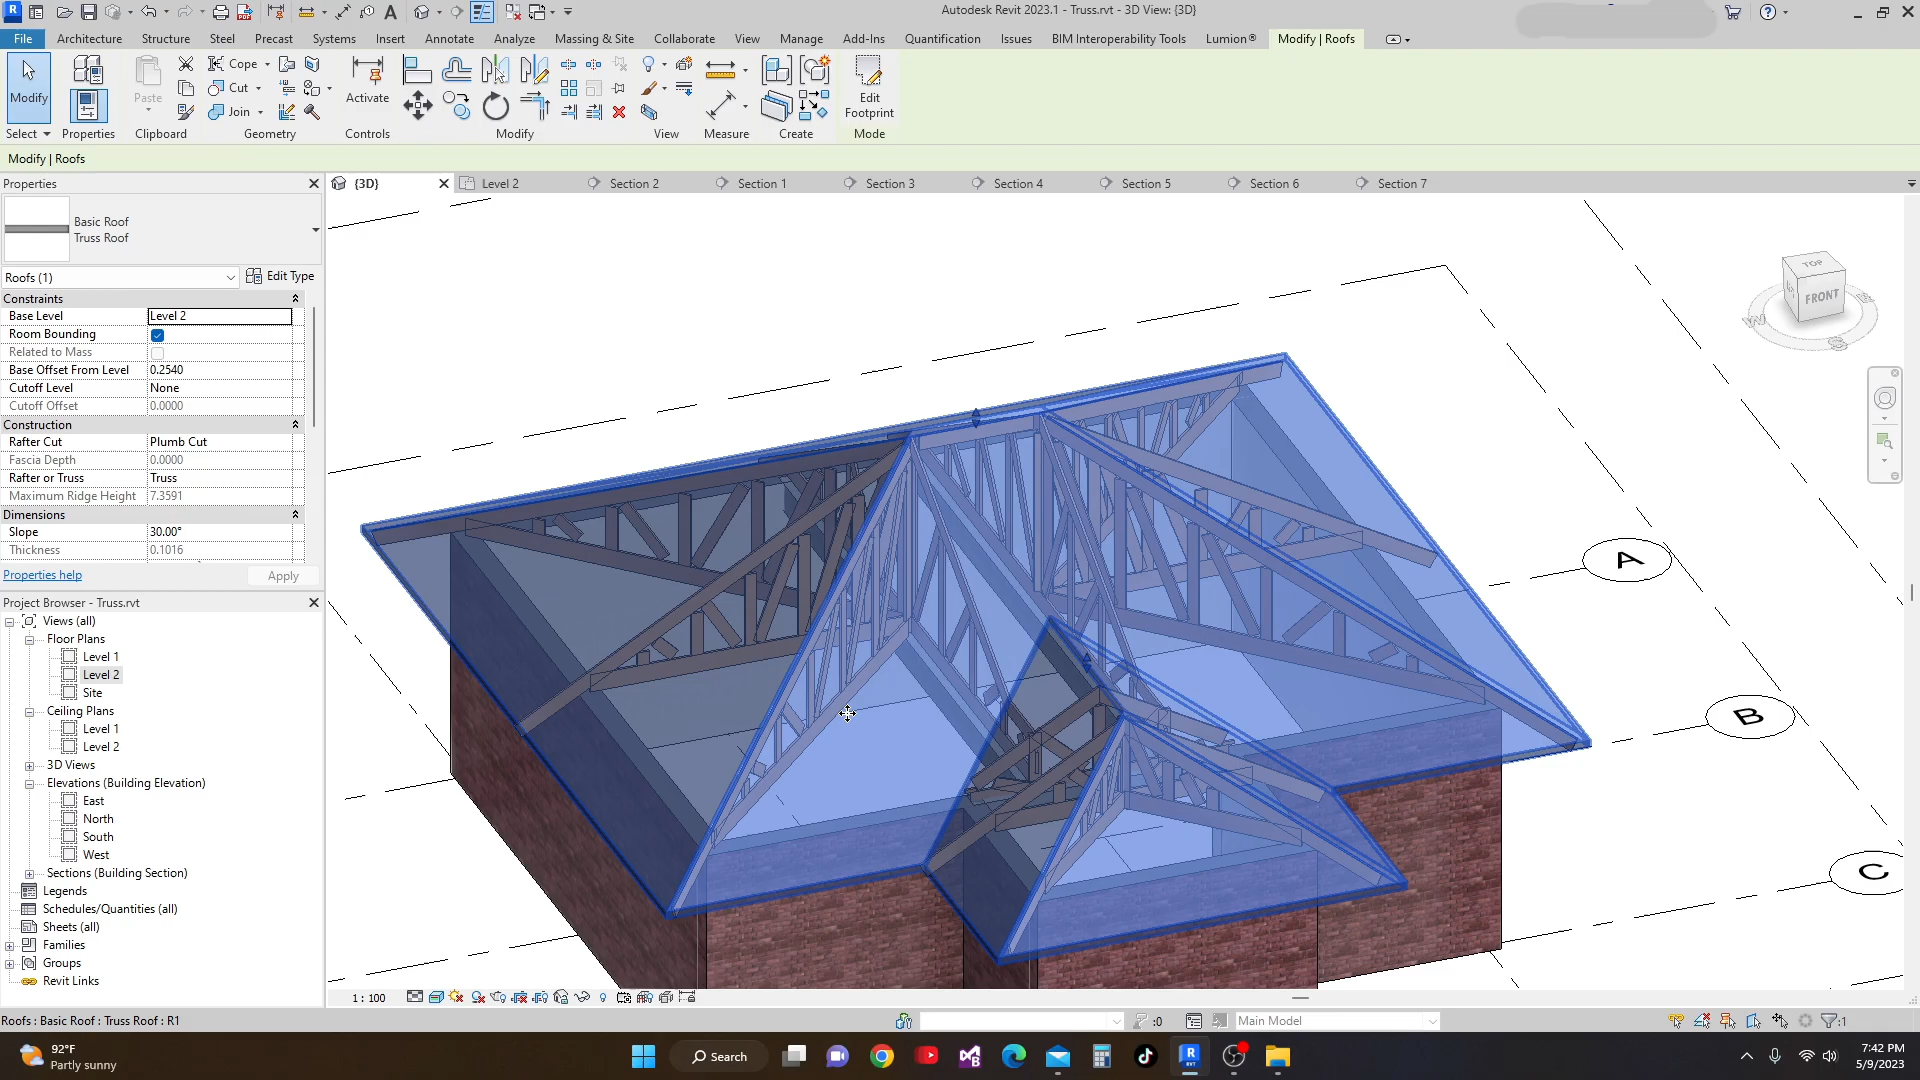 Autodesk Revit 2023.1 - Truss.rvt - 3D View: {3D}
File Architecture Structure Steel Precast Systems Insert Annotate Analyze Massing & Site Collaborate View Manage Add-Ins Quantification Issues BIM Interoperability Tools Lumion® Modify | Roofs
Modify
Paste
Cope
Cut
Join
Activate
Edit
Footprint
Select Properties Clipboard Geometry Controls Modify View Measure Create Mode
Modify | Roofs
Properties
{3D} Level 2 Section 2 Section 1 Section 3 Section 4 Section 5 Section 6 Section 7
Basic Roof
Truss Roof
Roofs (1) Edit Type
Constraints
Base Level Level 2
Room Bounding
Related to Mass
Base Offset From Level 0.2540
Cutoff Level None
Cutoff Offset 0.0000
Construction
Rafter Cut Plumb Cut
Fascia Depth 0.0000
Rafter or Truss Truss
Maximum Ridge Height 7.3591
Dimensions
Slope 30.00°
Thickness 0.1016
Properties help Apply
Project Browser - Truss.rvt
Views (all)
Floor Plans
Level 1
Level 2
Site
Ceiling Plans
Level 1
Level 2
3D Views
Elevations (Building Elevation)
East
North
South
West
Sections (Building Section)
Legends
Schedules/Quantities (all)
Sheets (all)
Families
Groups
Revit Links
TOP
FRONT
W
S
A
B
C
1 : 100
Roofs : Basic Roof : Truss Roof : R1
:0
Main Model
:1
92°F
Partly sunny
Search
7:42 PM
5/9/2023